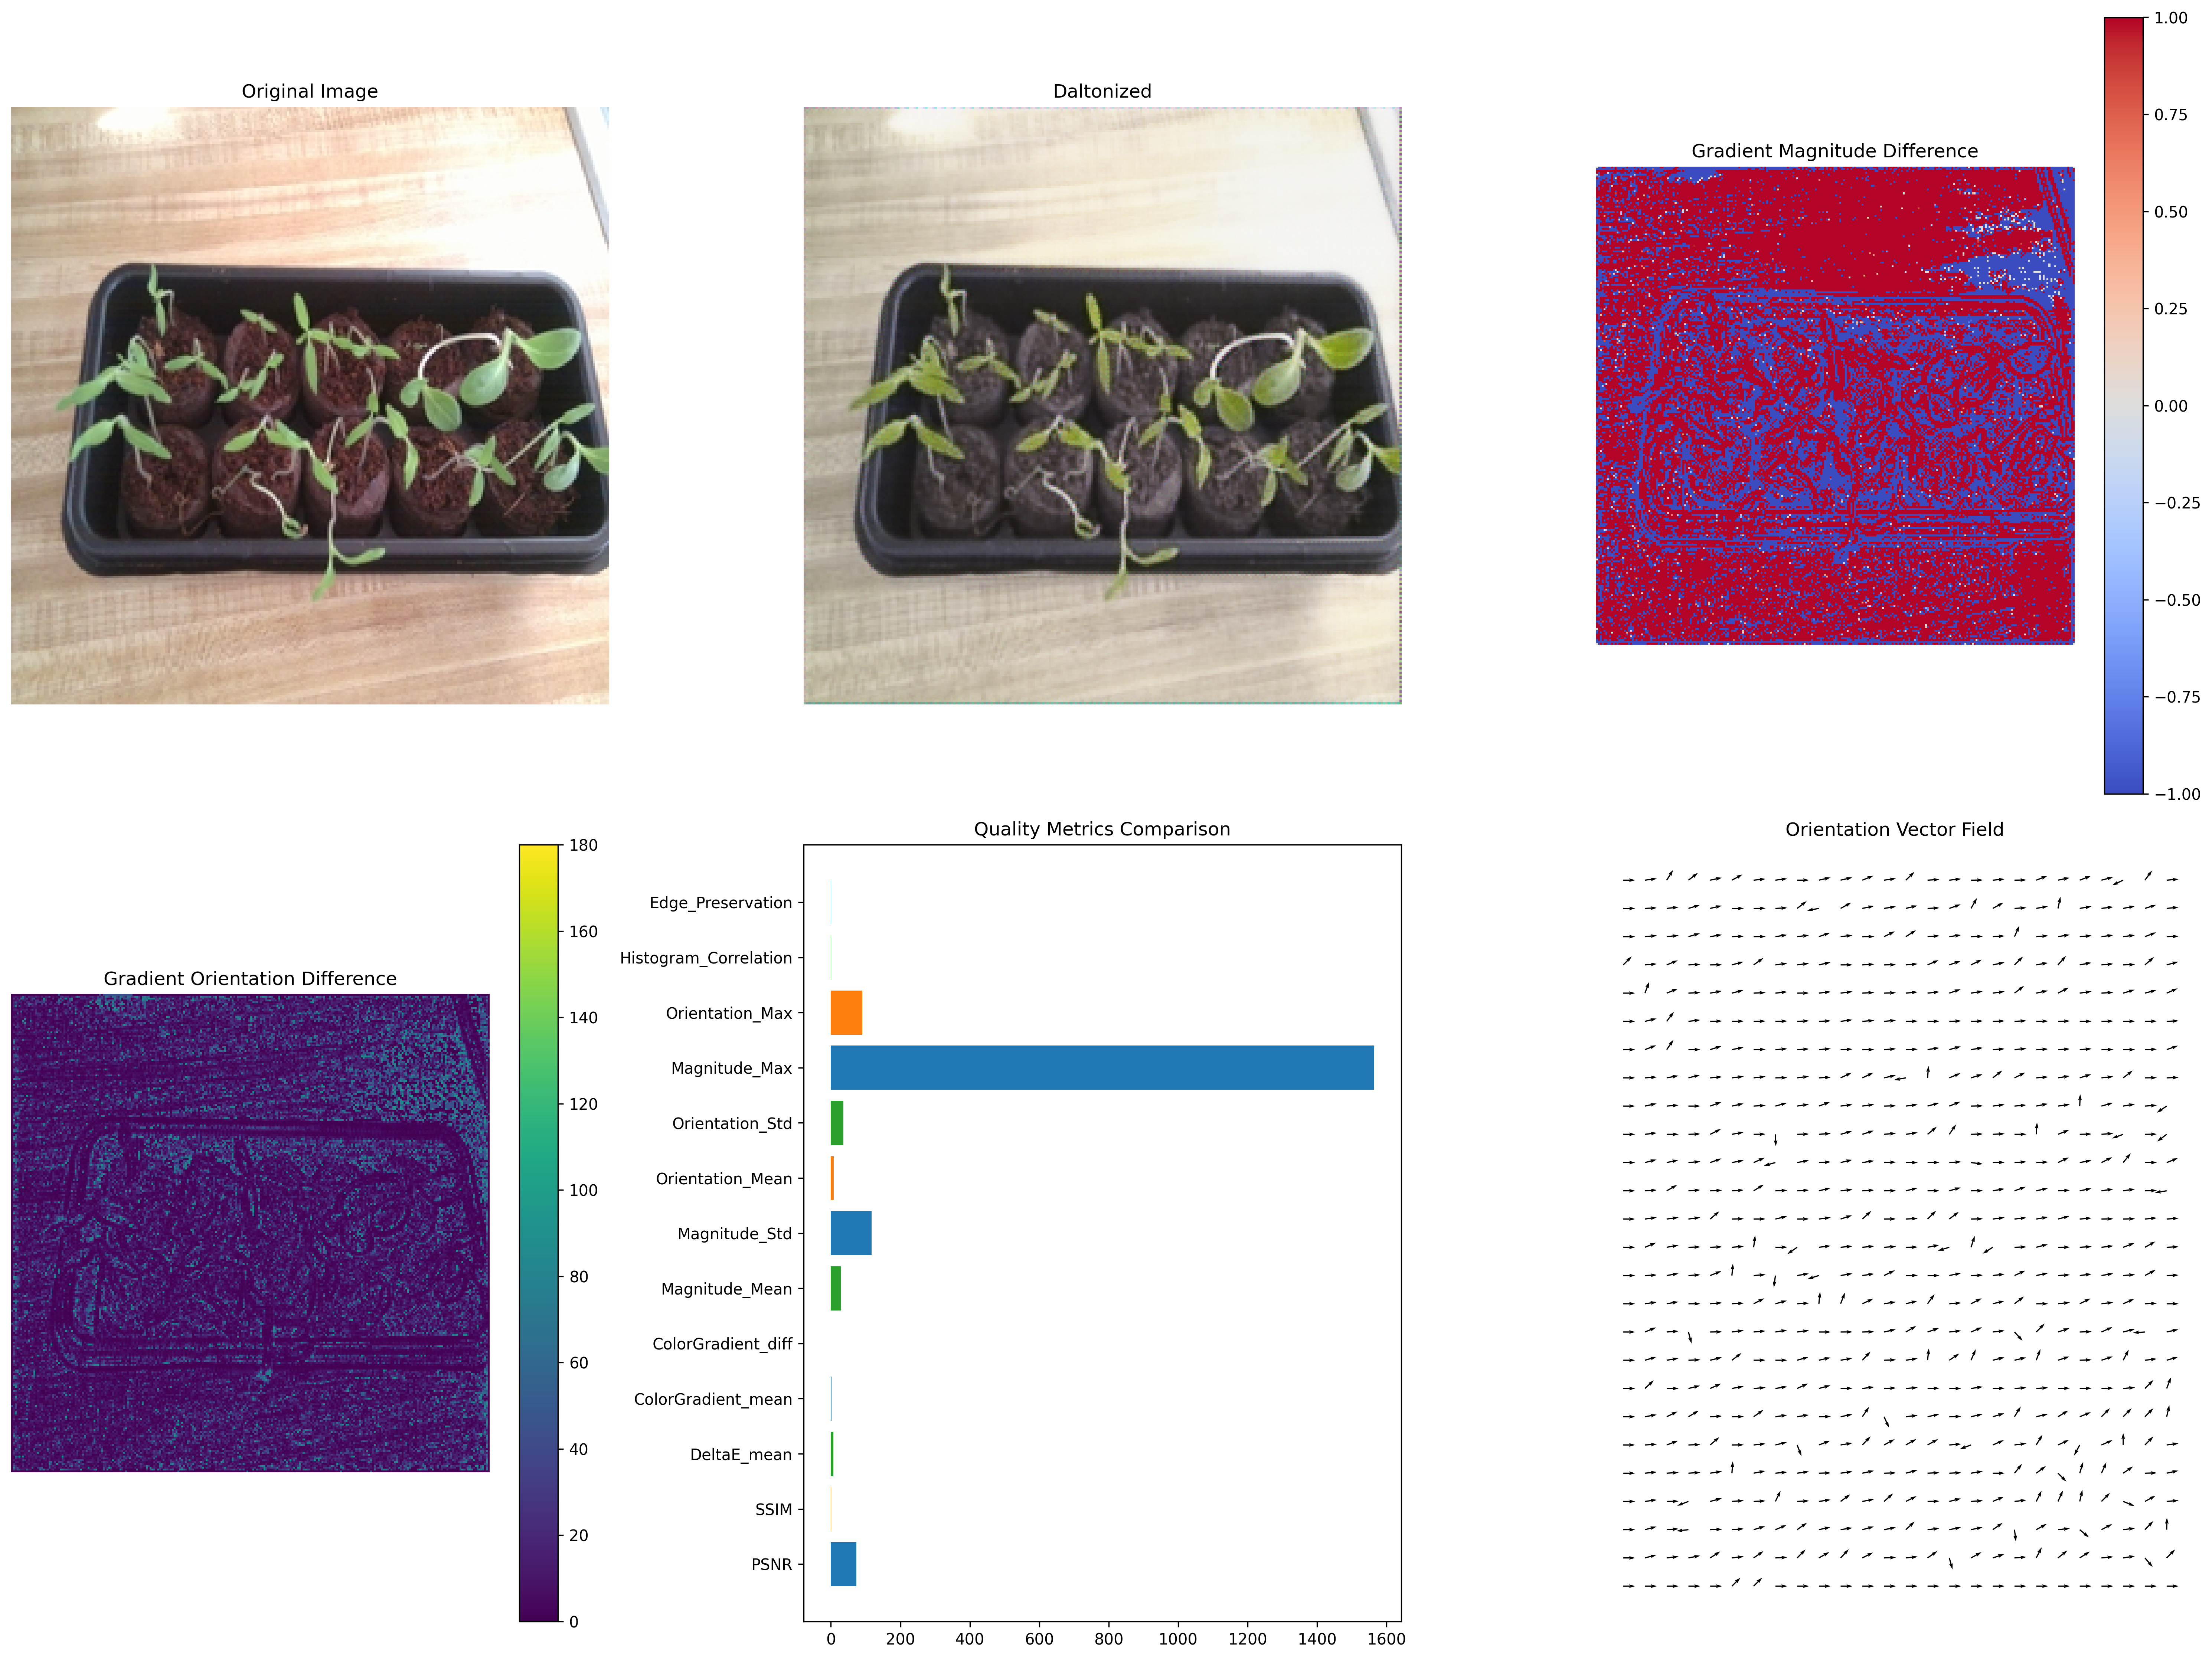 Original Image
Daltonized
Gradient Magnitude Difference
1.00
0.75
0.50
0.25
0.00
−0.25
−0.50
−0.75
−1.00
Gradient Orientation Difference
180
160
140
120
100
80
60
40
20
0
Quality Metrics Comparison
Edge_Preservation
Histogram_Correlation
Orientation_Max
Magnitude_Max
Orientation_Std
Orientation_Mean
Magnitude_Std
Magnitude_Mean
ColorGradient_diff
ColorGradient_mean
DeltaE_mean
SSIM
PSNR
0 200 400 600 800 1000 1200 1400 1600
Orientation Vector Field